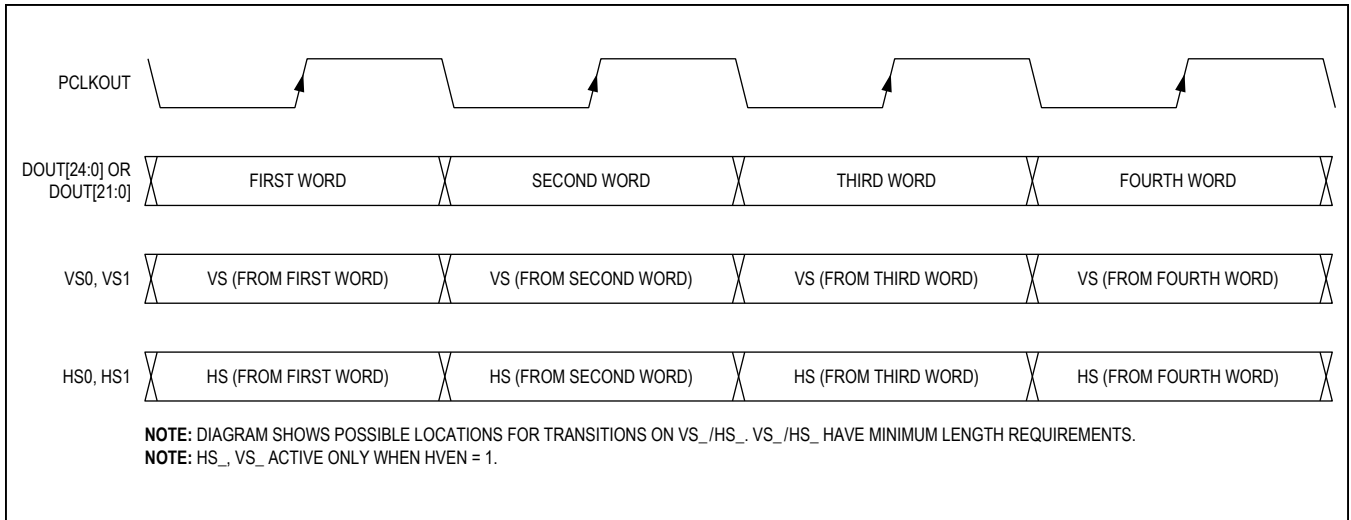 PCLKOUT
DOUT[24:0] OR
DOUT[21:0]
FIRST WORD SECOND WORD THIRD WORD FOURTH WORD
VS0, VS1 VS (FROM FIRST WORD) VS (FROM SECOND WORD) VS (FROM THIRD WORD) VS (FROM FOURTH WORD)
HS0, HS1 HS (FROM FIRST WORD) HS (FROM SECOND WORD) HS (FROM THIRD WORD) HS (FROM FOURTH WORD)
NOTE: DIAGRAM SHOWS POSSIBLE LOCATIONS FOR TRANSITIONS ON VS_/HS_. VS_/HS_ HAVE MINIMUM LENGTH REQUIREMENTS.
NOTE: HS_, VS_ ACTIVE ONLY WHEN HVEN = 1.